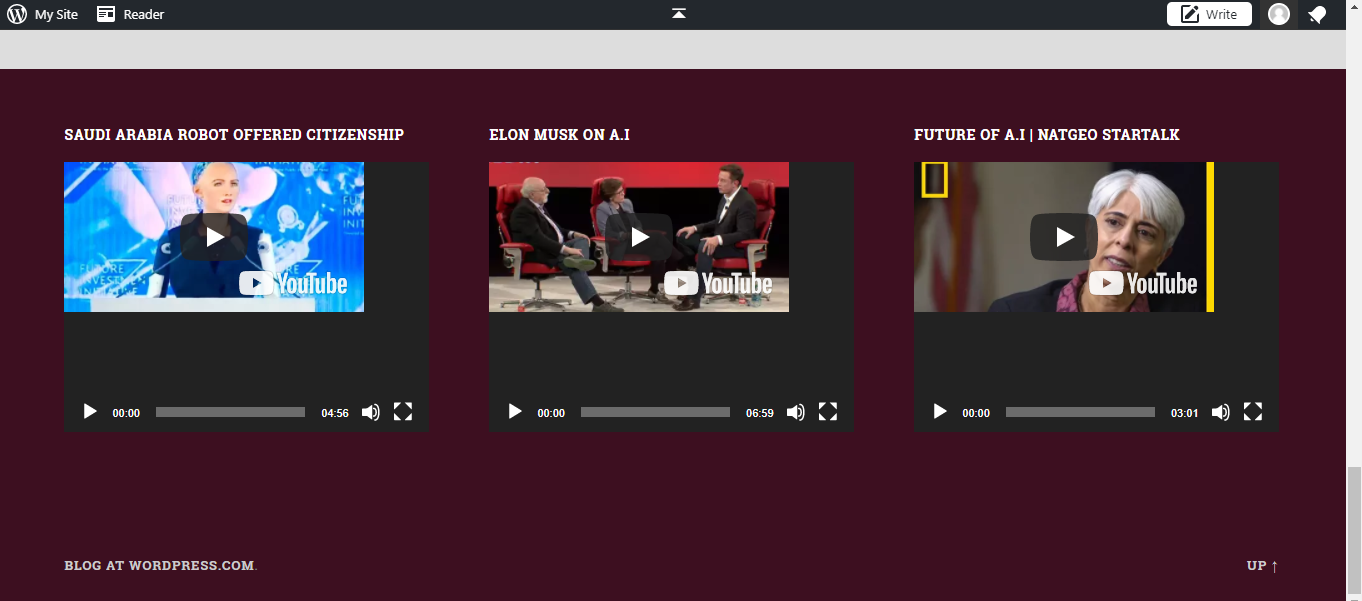 My Site Reader Write
SAUDI ARABIA ROBOT OFFERED CITIZENSHIP
ELON MUSK ON A.I
FUTURE OF A.I | NATGEO STARTALK
FUTURE
INVESTMENT
INITIATIVE
YouTube
YouTube
YouTube
00:00 04:56
00:00 06:59
00:00 03:01
BLOG AT WORDPRESS.COM.
UP ↑